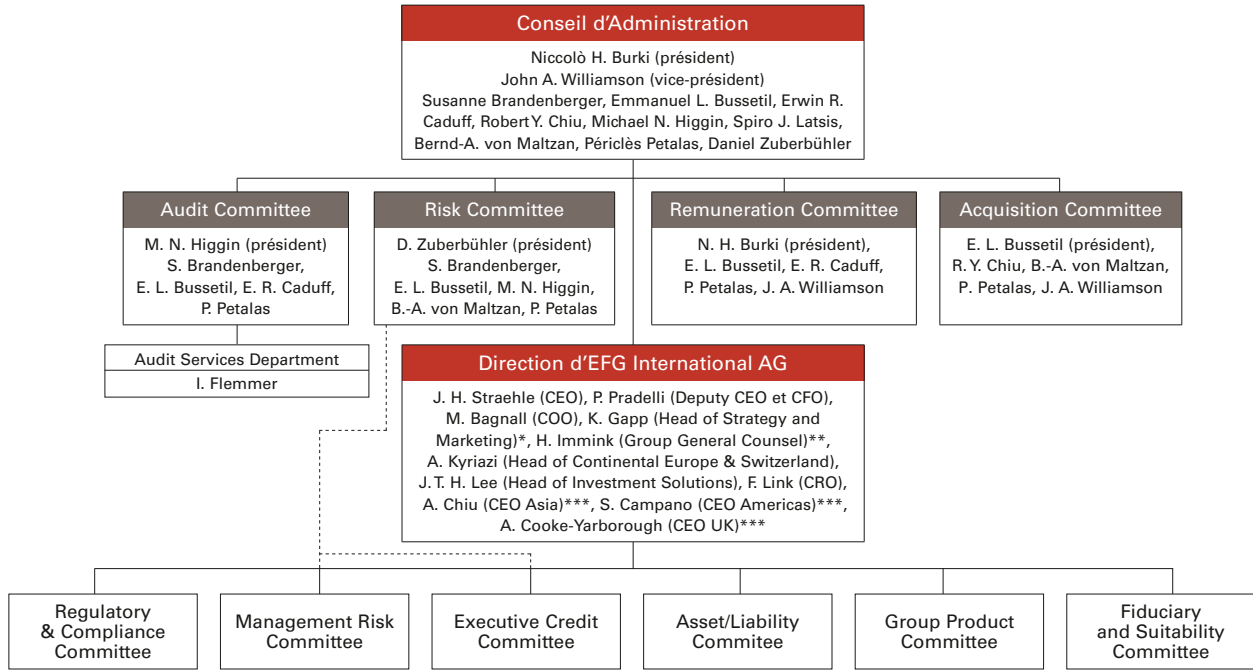 Conseil d'Administration
Niccolò H. Burki (président)
John A. Williamson (vice-président)
Susanne Brandenberger, Emmanuel L. Bussetil, Erwin R.
Caduff, Robert Y. Chiu, Michael N. Higgin, Spiro J. Latsis,
Bernd-A. von Maltzan, Périclès Petalas, Daniel Zuberbühler
Audit Committee
M. N. Higgin (président)
S. Brandenberger,
E. L. Bussetil, E. R. Caduff,
P. Petalas
Risk Committee
D. Zuberbühler (président)
S. Brandenberger,
E. L. Bussetil, M. N. Higgin,
B.-A. von Maltzan, P. Petalas
Remuneration Committee
N. H. Burki (président),
E. L. Bussetil, E. R. Caduff,
P. Petalas, J. A. Williamson
Acquisition Committee
E. L. Bussetil (président),
R. Y. Chiu, B.-A. von Maltzan,
P. Petalas, J. A. Williamson
Audit Services Department
I. Flemmer
Direction d'EFG International AG
J. H. Straehle (CEO), P. Pradelli (Deputy CEO et CFO),
M. Bagnall (COO), K. Gapp (Head of Strategy and
Marketing)*, H. Immink (Group General Counsel)**,
A. Kyriazi (Head of Continental Europe & Switzerland),
J. T. H. Lee (Head of Investment Solutions), F. Link (CRO),
A. Chiu (CEO Asia)***, S. Campano (CEO Americas)***,
A. Cooke-Yarborough (CEO UK)***
Regulatory
& Compliance
Committee
Management Risk
Committee
Executive Credit
Committee
Asset/Liability
Commitee
Group Product
Committee
Fiduciary
and Suitability
Committee